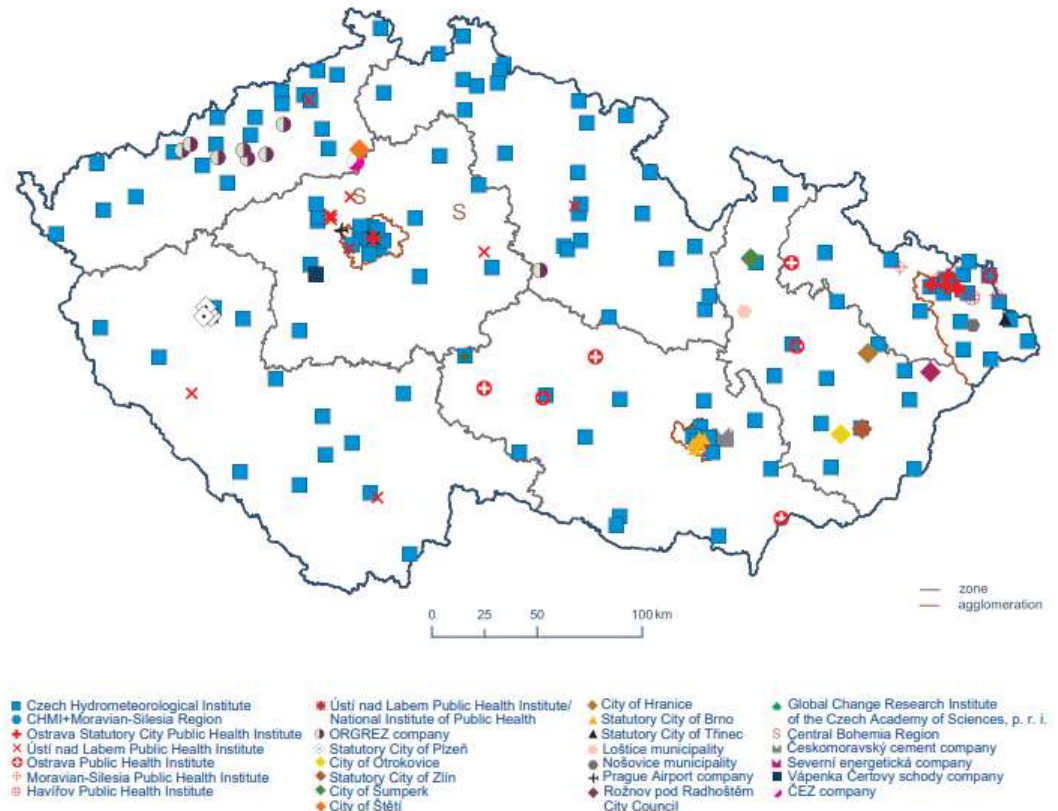 S
S
zone
agglomeration
0 25 50 100 km
Czech Hydrometeorological Institute
CHMI+Moravian-Silesia Region
Ostrava Statutory City Public Health Institute
Ústí nad Labem Public Health Institute
Ostrava Public Health Institute
Moravian-Silesia Public Health Institute
Havířov Public Health Institute
Ústí nad Labem Public Health Institute/
National Institute of Public Health
ORGREZ company
Statutory City of Plzeň
City of Otrokovice
Statutory City of Zlín
City of Šumperk
City of Štětí
City of Hranice
Statutory City of Brno
Statutory City of Třinec
Loštice municipality
Nošovice municipality
Prague Airport company
Rožnov pod Radhoštěm
City Council
Global Change Research Institute
of the Czech Academy of Sciences, p. r. i.
S Central Bohemia Region
Českomoravský cement company
Severní energetická company
Vápenka Čertovy schody company
ČEZ company